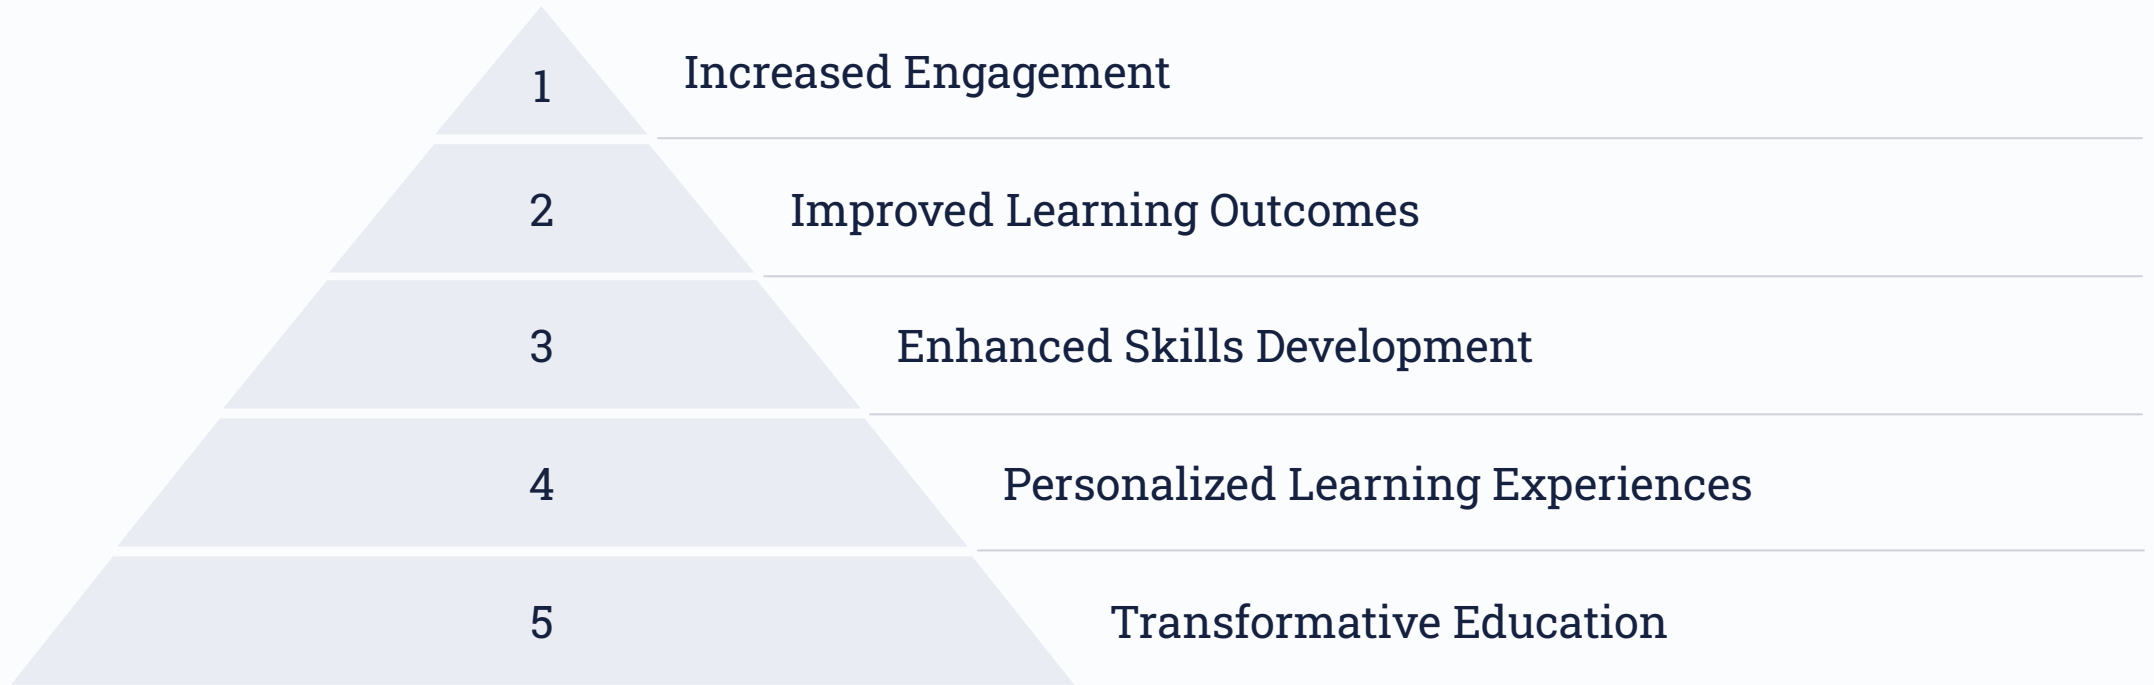 1
Increased Engagement
2
Improved Learning Outcomes
3
Enhanced Skills Development
4
Personalized Learning Experiences
5
Transformative Education